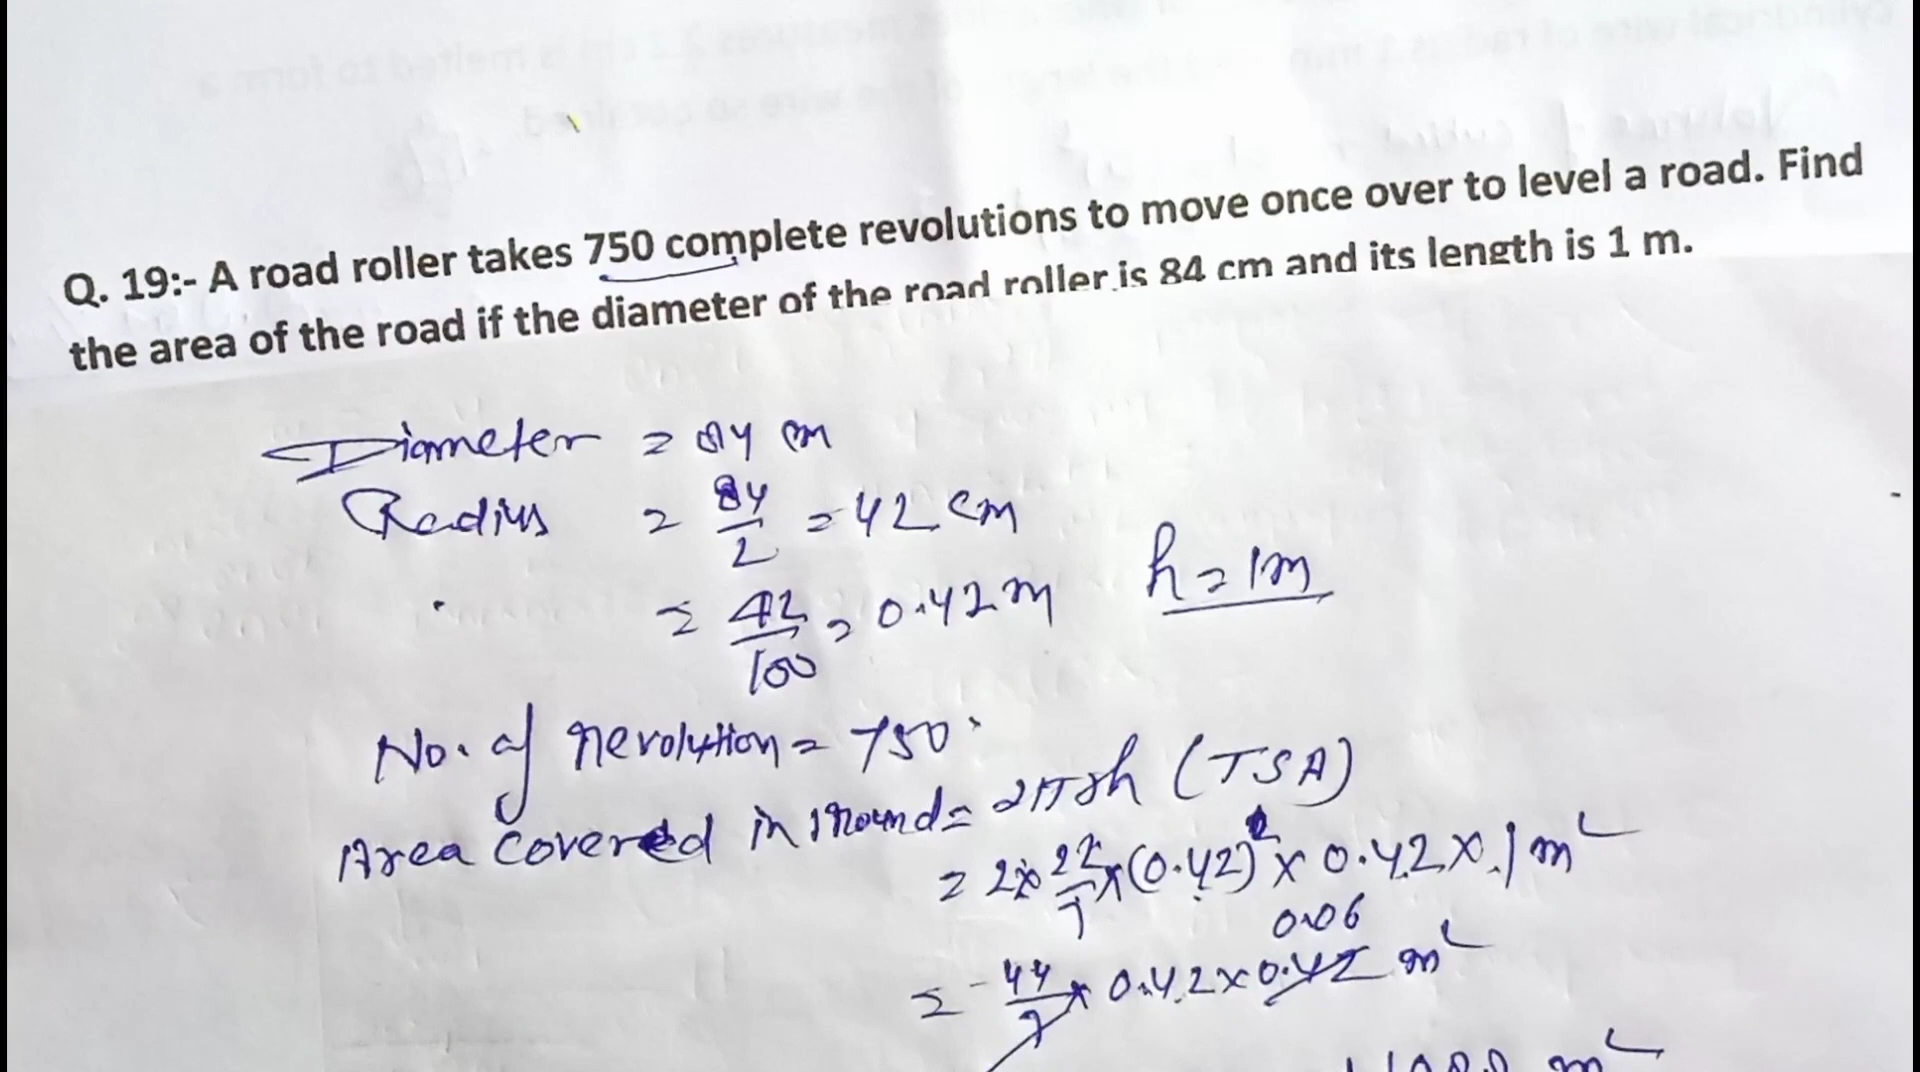 Q. 19:- A road roller takes 750 complete revolutions to move once over to level a road. Find
the area of the road if the diameter of the road roller is 84 cm and its length is 1 m.
Diameter = 84 cm
Radius = 84/2 = 42 cm
= 42/100 = 0.42 m h = 1m
No. of revolution = 750
Area covered in 1 round = 2πrh (TSA)
= 2 × 22/7 × (0.42)² × 0.42 × 1 m²
0.06
= 44/7 × 0.42 × 0.42 m²
m²